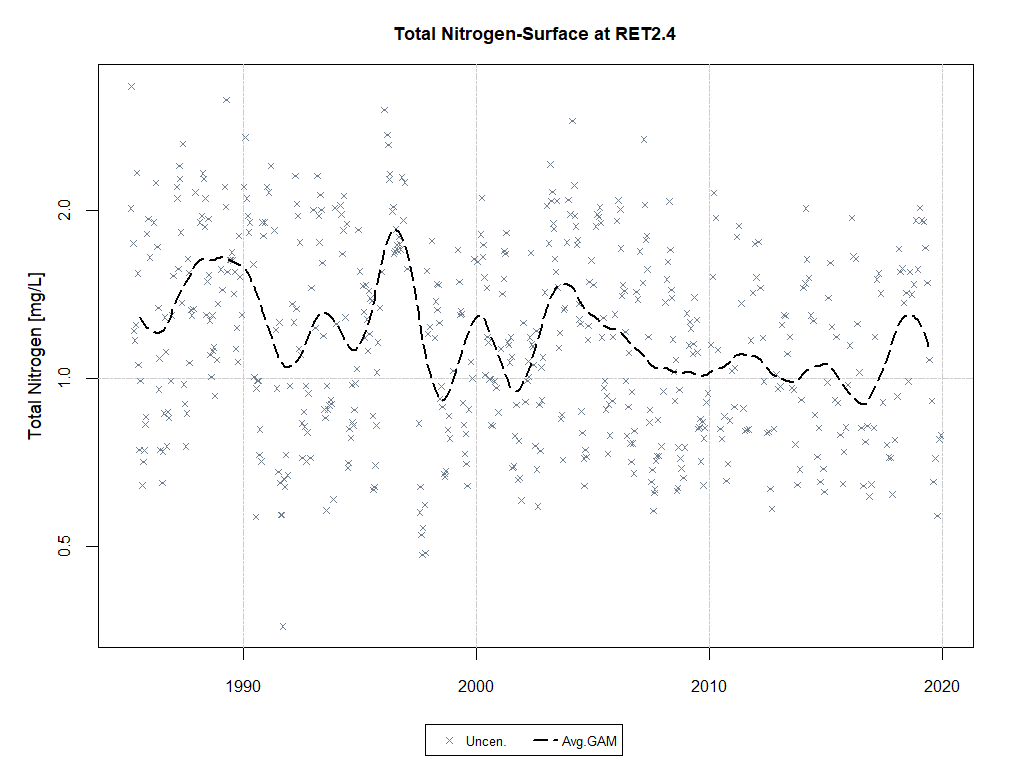 Total Nitrogen-Surface at RET2.4
Total Nitrogen [mg/L]
2.0
1.0
0.5
1990 2000 2010 2020
Uncen. Avg.GAM